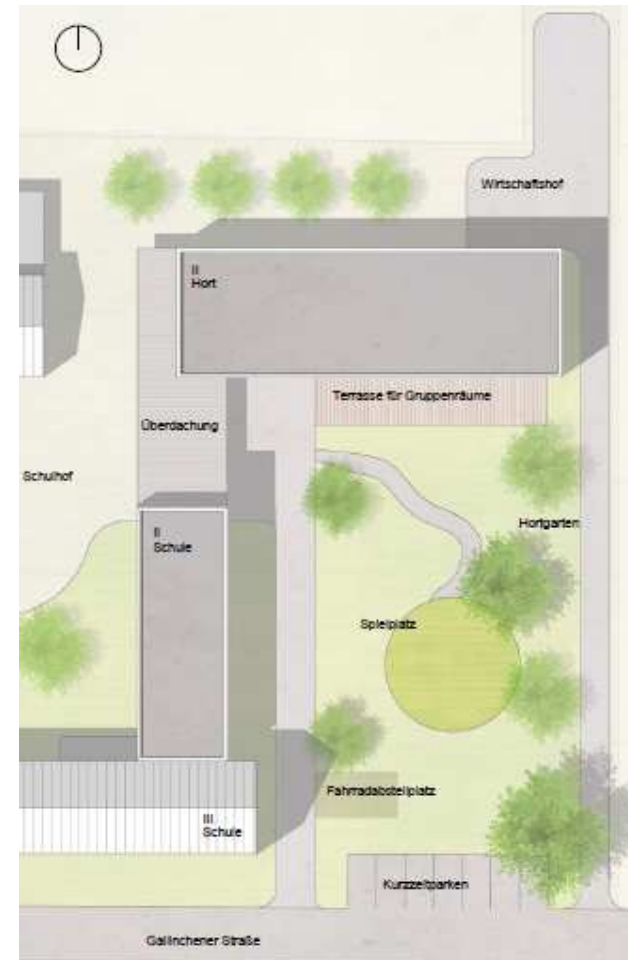 Wirtschaftshof
II
Hort
Terrasse für Gruppenräume
Überdachung
Schulhof
Hortgarten
II
Schule
Spielplatz
Fahrradabstellplatz
III
Schule
Kurzzeitparken
Gallinchener Straße